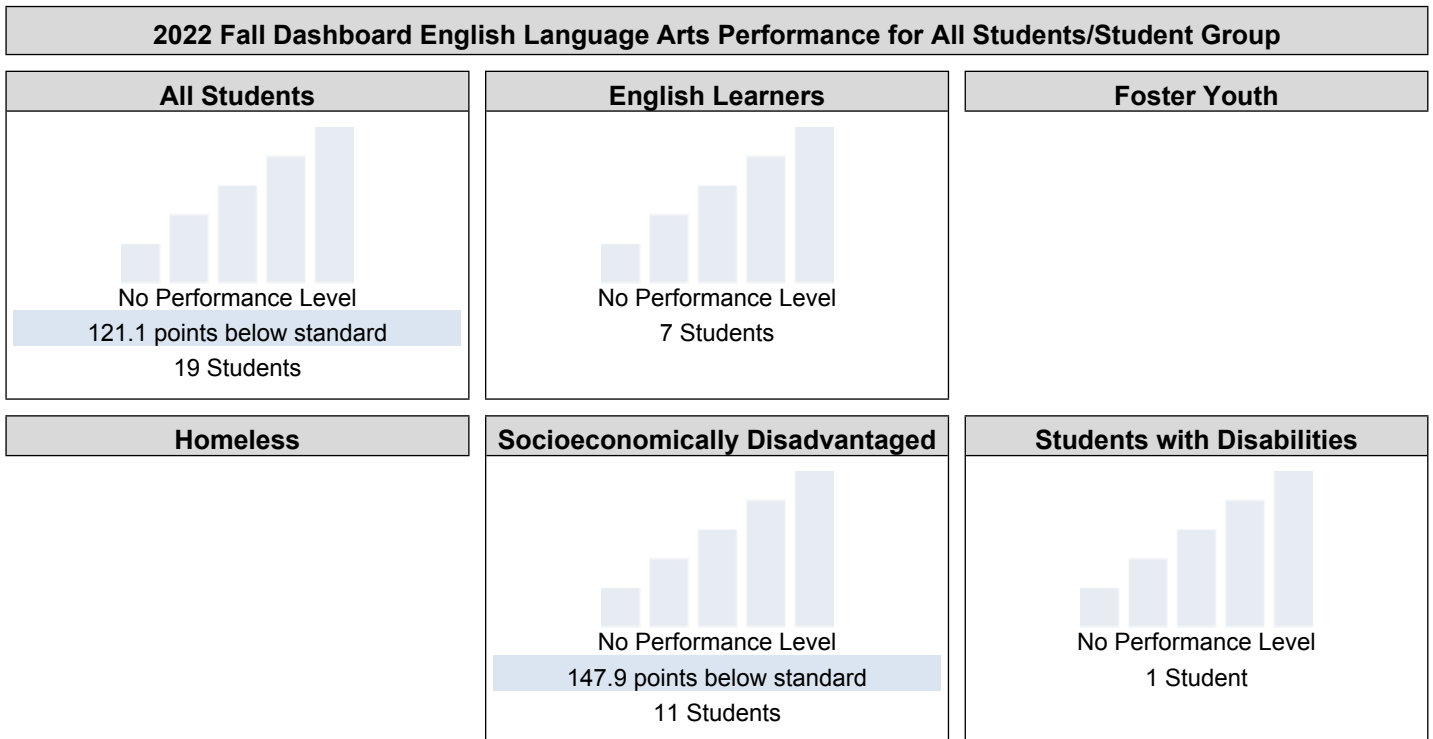 2022 Fall Dashboard English Language Arts Performance for All Students/Student Group
All Students
No Performance Level
121.1 points below standard
19 Students
English Learners
No Performance Level
7 Students
Foster Youth
Homeless
Socioeconomically Disadvantaged
No Performance Level
147.9 points below standard
11 Students
Students with Disabilities
No Performance Level
1 Student